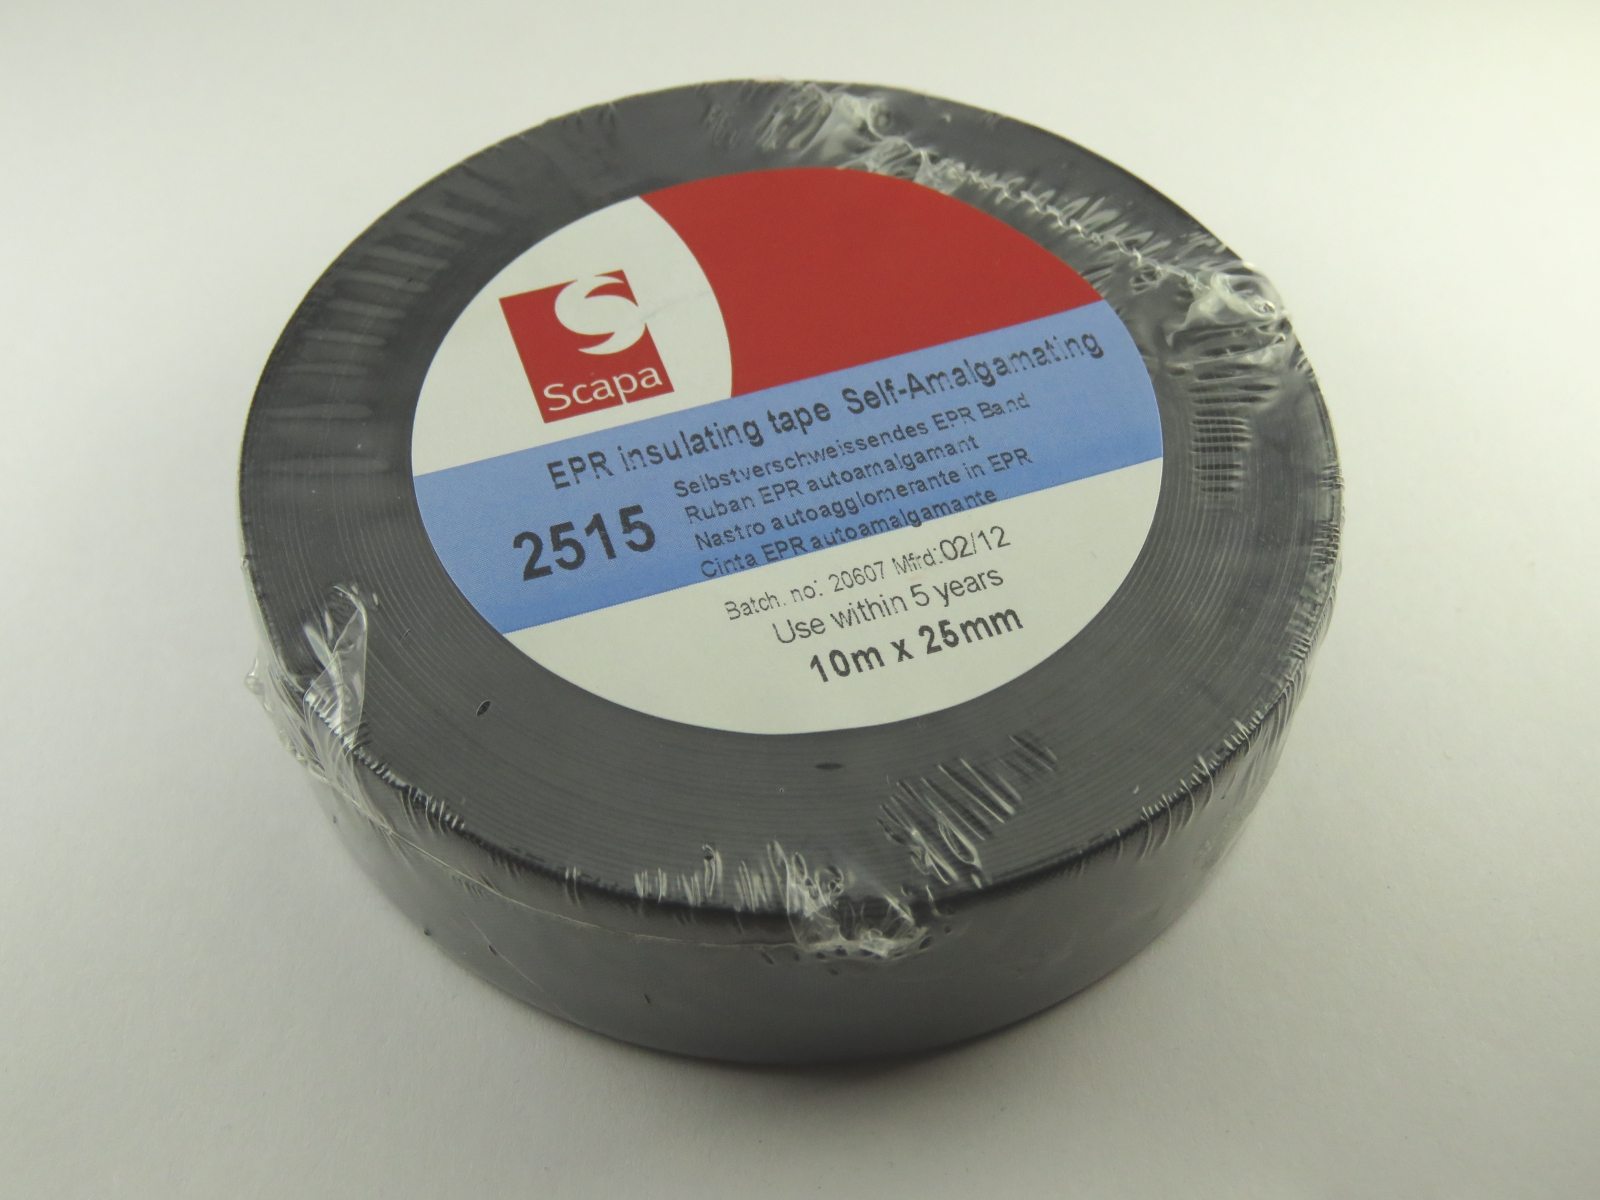 Scapa
EPR insulating tape Self-Amalgamating
2515
Selbstverschweissendes EPR Band
Ruban EPR autoamalgamant
Nastro autoagglomerante in EPR
Cinta EPR autoamalgamante
Batch. no: 20607 Mfrd:02/12
Use within 5 years
10m x 25mm